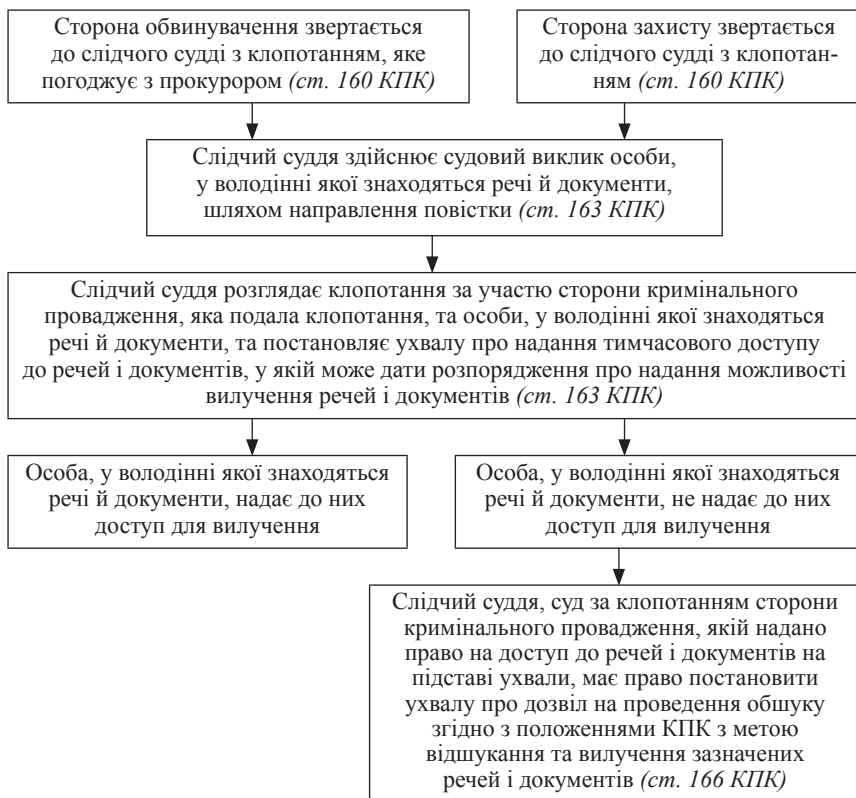 Сторона обвинувачення звертається
до слідчого судді з клопотанням, яке
погоджує з прокурором (ст. 160 КПК)
Сторона захисту звертається
до слідчого судді з клопотан-
ням (ст. 160 КПК)
Слідчий суддя здійснює судовий виклик особи,
у володінні якої знаходяться речі й документи,
шляхом направлення повістки (ст. 163 КПК)
Слідчий суддя розглядає клопотання за участю сторони кримінального
провадження, яка подала клопотання, та особи, у володінні якої знаходяться
речі й документи, та постановляє ухвалу про надання тимчасового доступу
до речей і документів, у якій може дати розпорядження про надання можливості
вилучення речей і документів (ст. 163 КПК)
Особа, у володінні якої знаходяться
речі й документи, надає до них
доступ для вилучення
Особа, у володінні якої знаходяться
речі й документи, не надає до них
доступ для вилучення
Слідчий суддя, суд за клопотанням сторони
кримінального провадження, якій надано
право на доступ до речей і документів на
підставі ухвали, має право постановити
ухвалу про дозвіл на проведення обшуку
згідно з положеннями КПК з метою
відшукання та вилучення зазначених
речей і документів (ст. 166 КПК)